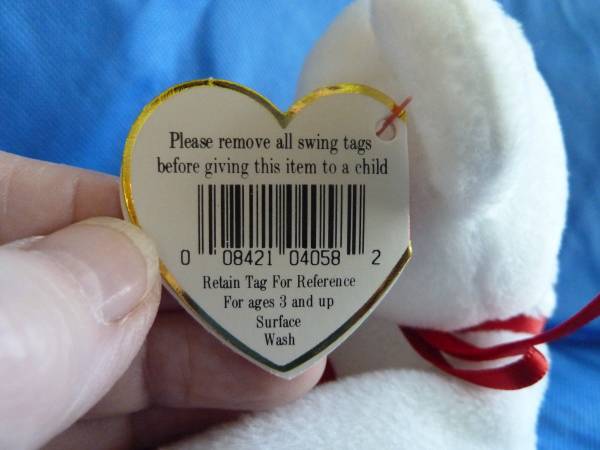 Please remove all swing tags
before giving this item to a child
0 08421 04058 2
Retain Tag For Reference
For ages 3 and up
Surface
Wash